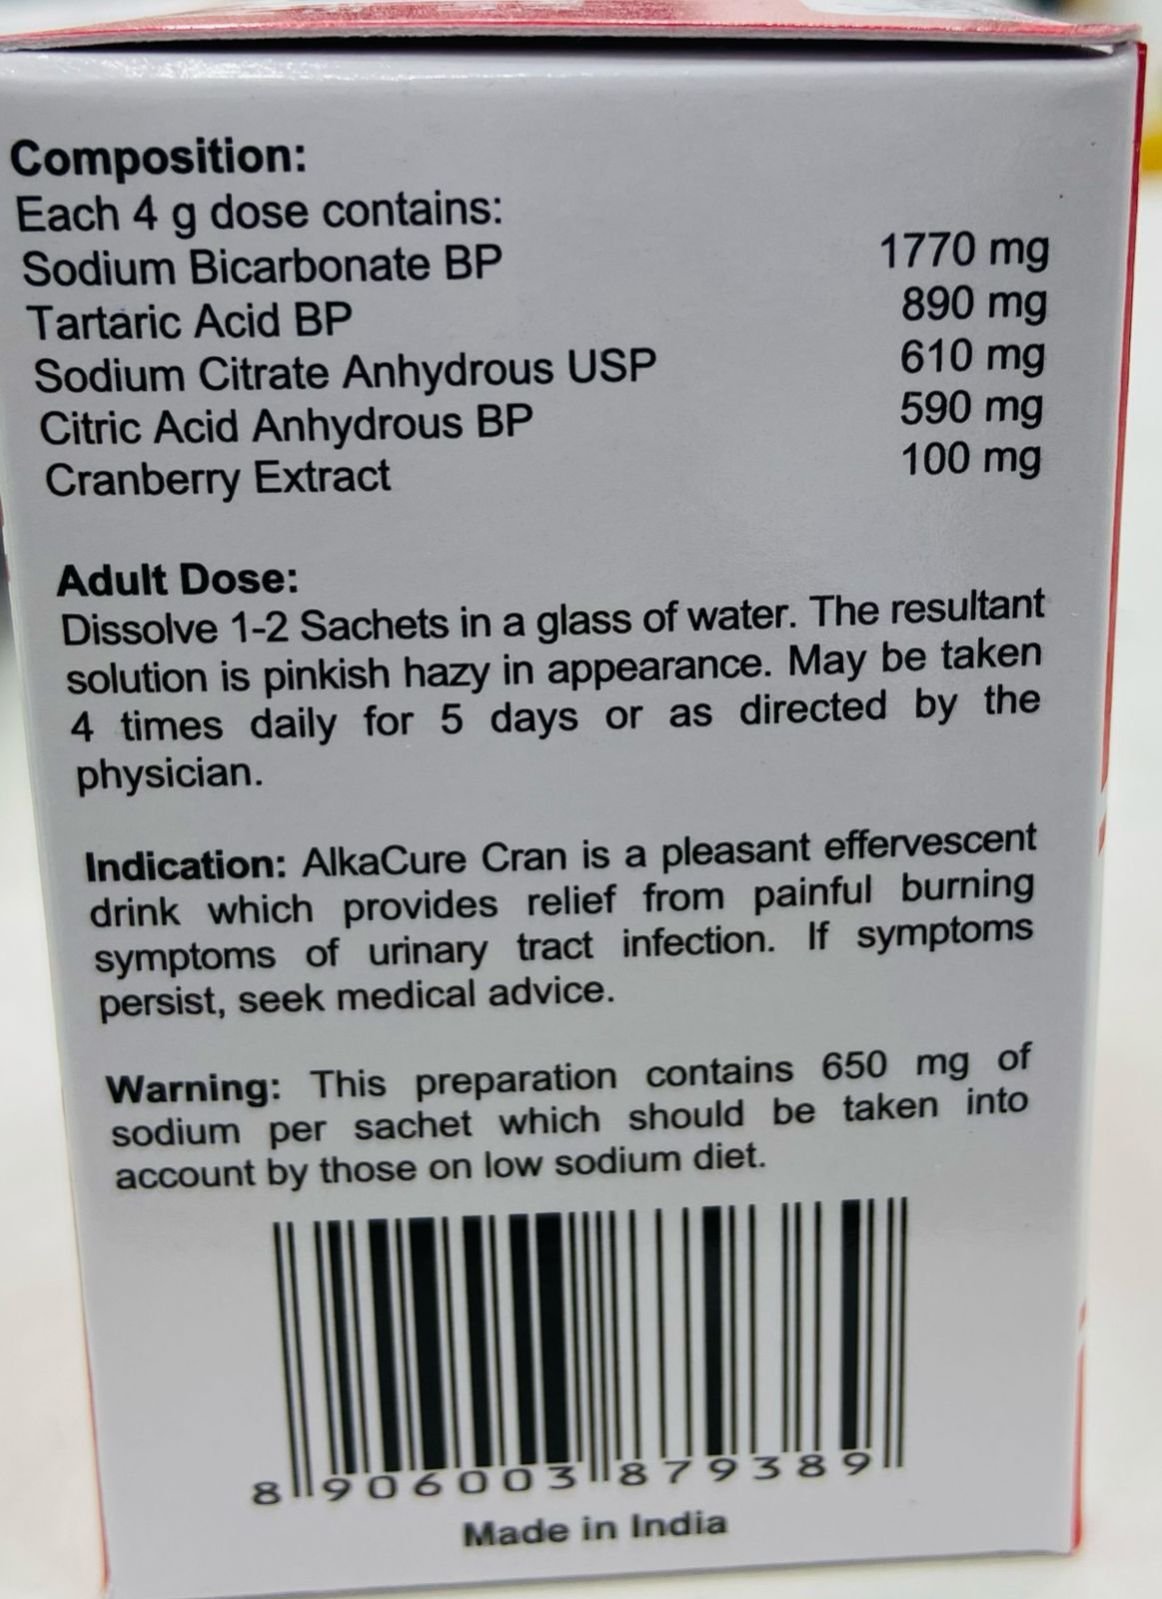 Composition:
Each 4 g dose contains:
Sodium Bicarbonate BP 1770 mg
Tartaric Acid BP 890 mg
Sodium Citrate Anhydrous USP 610 mg
Citric Acid Anhydrous BP 590 mg
Cranberry Extract 100 mg
Adult Dose:
Dissolve 1-2 Sachets in a glass of water. The resultant
solution is pinkish hazy in appearance. May be taken
4 times daily for 5 days or as directed by the
physician.
Indication: AlkaCure Cran is a pleasant effervescent
drink which provides relief from painful burning
symptoms of urinary tract infection. If symptoms
persist, seek medical advice.
Warning: This preparation contains 650 mg of
sodium per sachet which should be taken into
account by those on low sodium diet.
8 906003 879389
Made in India